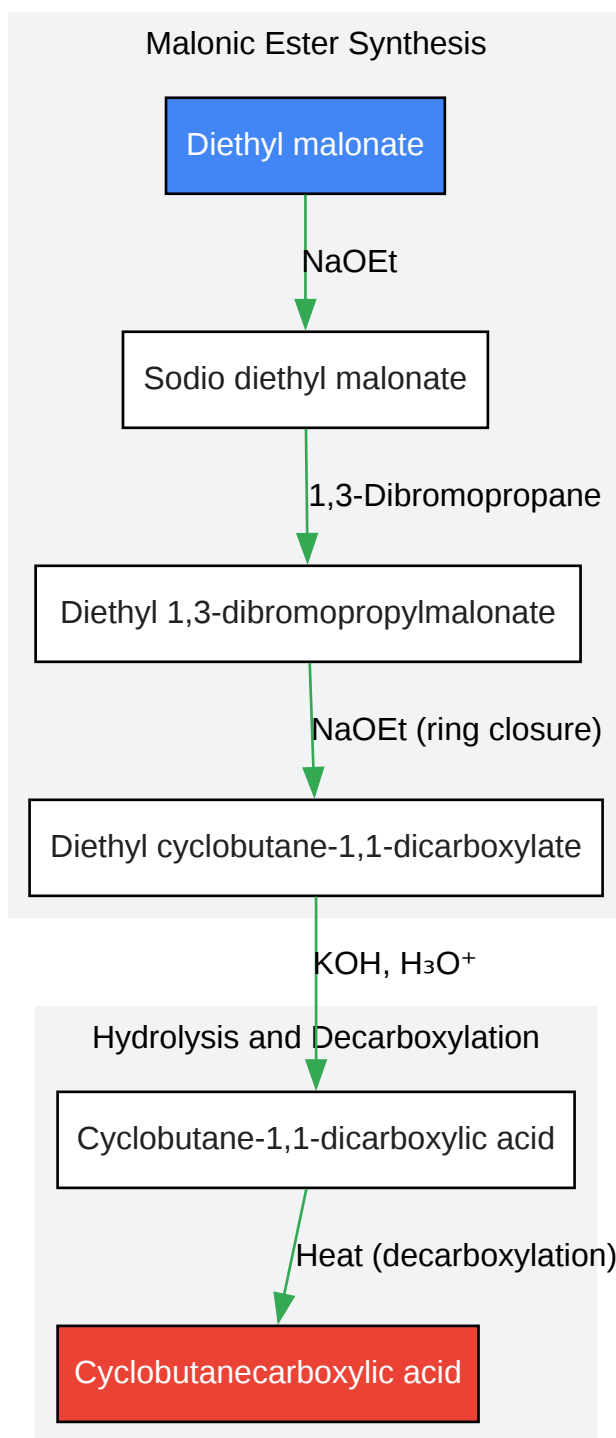 Malonic Ester Synthesis
Diethyl malonate
NaOEt
Sodio diethyl malonate
1,3-Dibromopropane
Diethyl 1,3-dibromopropylmalonate
NaOEt (ring closure)
Diethyl cyclobutane-1,1-dicarboxylate
KOH, H₃O⁺
Hydrolysis and Decarboxylation
Cyclobutane-1,1-dicarboxylic acid
Heat (decarboxylation)
Cyclobutanecarboxylic acid